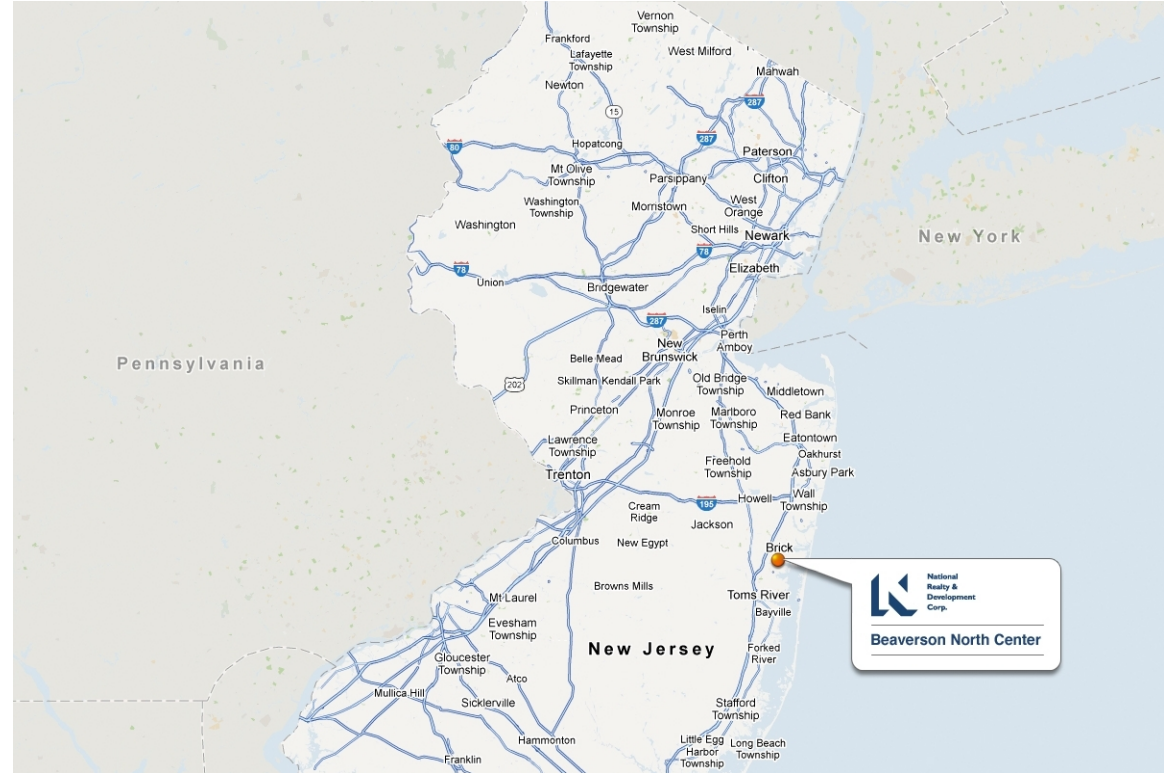 Vernon
Township
Frankford
Lafayette
Township
West Milford
Mahwah
Newton
287
15
287
80
Hopatcong
Paterson
Mt Olive
Township
Parsippany
Clifton
Washington
Township
Morristown
West
Orange
Washington
Short Hills
Newark
New York
78
78
Elizabeth
Union
Bridgewater
Iselin
287
Perth
Amboy
New
Brunswick
Pennsylvania
Belle Mead
Skillman
Kendall Park
Old Bridge
Township
202
Middletown
Princeton
Monroe
Township
Marlboro
Township
Red Bank
Lawrence
Township
Eatontown
Oakhurst
Freehold
Township
Asbury Park
Trenton
195
Howell
Wall
Township
Cream
Ridge
Jackson
Columbus
New Egypt
Brick
National
Realty &
Development
Corp.
Beaverson North Center
Browns Mills
Mt Laurel
Toms River
Bayville
Evesham
Township
New Jersey
Forked
River
Gloucester
Township
Atco
Mullica Hill
Sicklerville
Stafford
Township
Hammonton
Little Egg
Harbor
Township
Long Beach
Township
Franklin